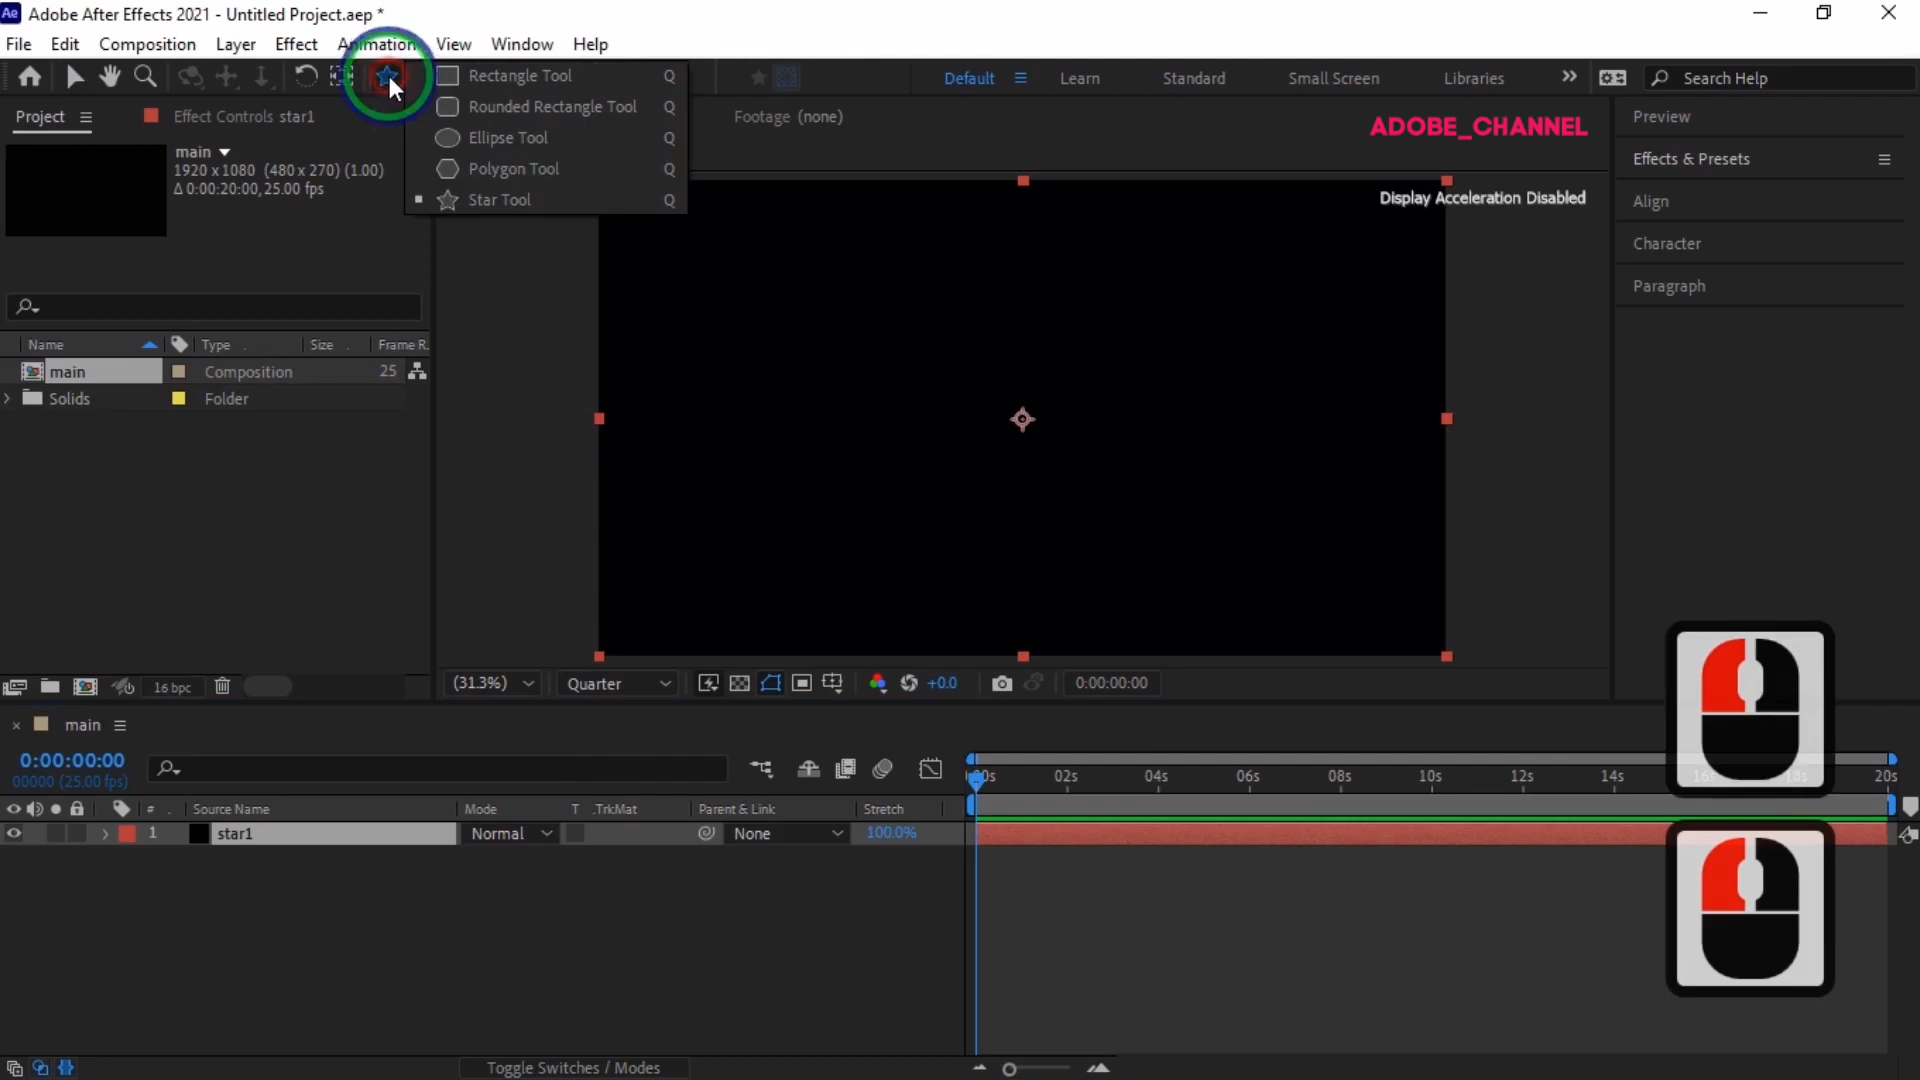 Ae Adobe After Effects 2021 - Untitled Project.aep *
File Edit Composition Layer Effect Animation View Window Help
Default Learn Standard Small Screen Libraries Search Help
Rectangle Tool Q
Rounded Rectangle Tool Q
Ellipse Tool Q
Polygon Tool Q
Star Tool Q
Project Effect Controls star1 Footage (none)
ADOBE_CHANNEL
Display Acceleration Disabled
main
1920 x 1080 (480 x 270) (1.00)
Δ 0:00:20:00, 25.00 fps
Preview
Effects & Presets
Align
Character
Paragraph
Name Type Size Frame R.
main Composition 25
Solids Folder
16 bpc
(31.3%) Quarter +0.0 0:00:00:00
main
0:00:00:00
00000 (25.00 fps)
02s 04s 06s 08s 10s 12s 14s 16s 18s 20s
# Source Name Mode T .TrkMat Parent & Link Stretch
1 star1 Normal None 100.0%
Toggle Switches / Modes